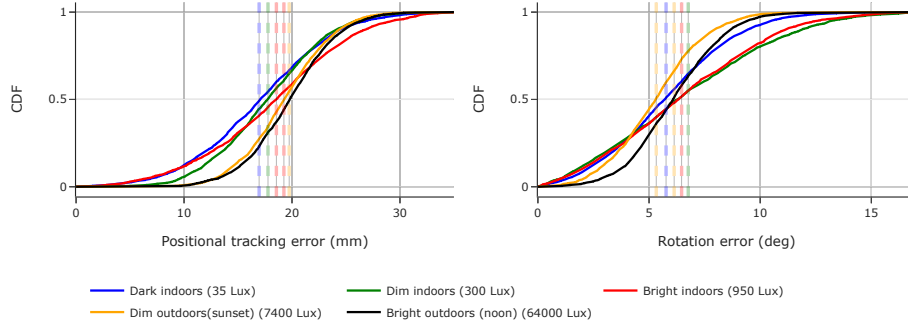 1
0.5
0
CDF
0
10
20
30
Positional tracking error (mm)
1
0.5
0
CDF
0
5
10
15
Rotation error (deg)
Dark indoors (35 Lux)
Dim indoors (300 Lux)
Bright indoors (950 Lux)
Dim outdoors(sunset) (7400 Lux)
Bright outdoors (noon) (64000 Lux)